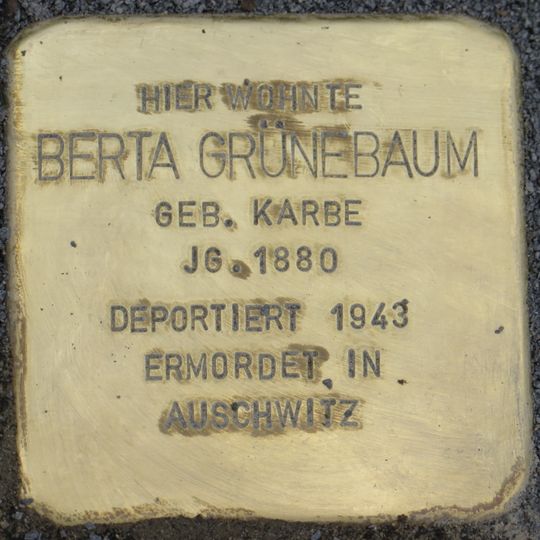 HIER WOHNTE
BERTA GRÜNEBAUM
GEB. KARBE
JG. 1880
DEPORTIERT 1943
ERMORDET IN
AUSCHWITZ